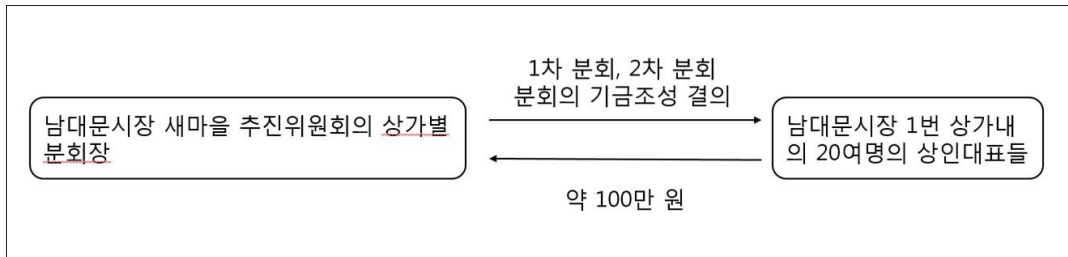 1차 분회, 2차 분회
분회의 기금조성 결의
남대문시장 새마을 추진위원회의 상가별
분회장
남대문시장 1번 상가내
의 20여명의 상인대표들
약 100만 원